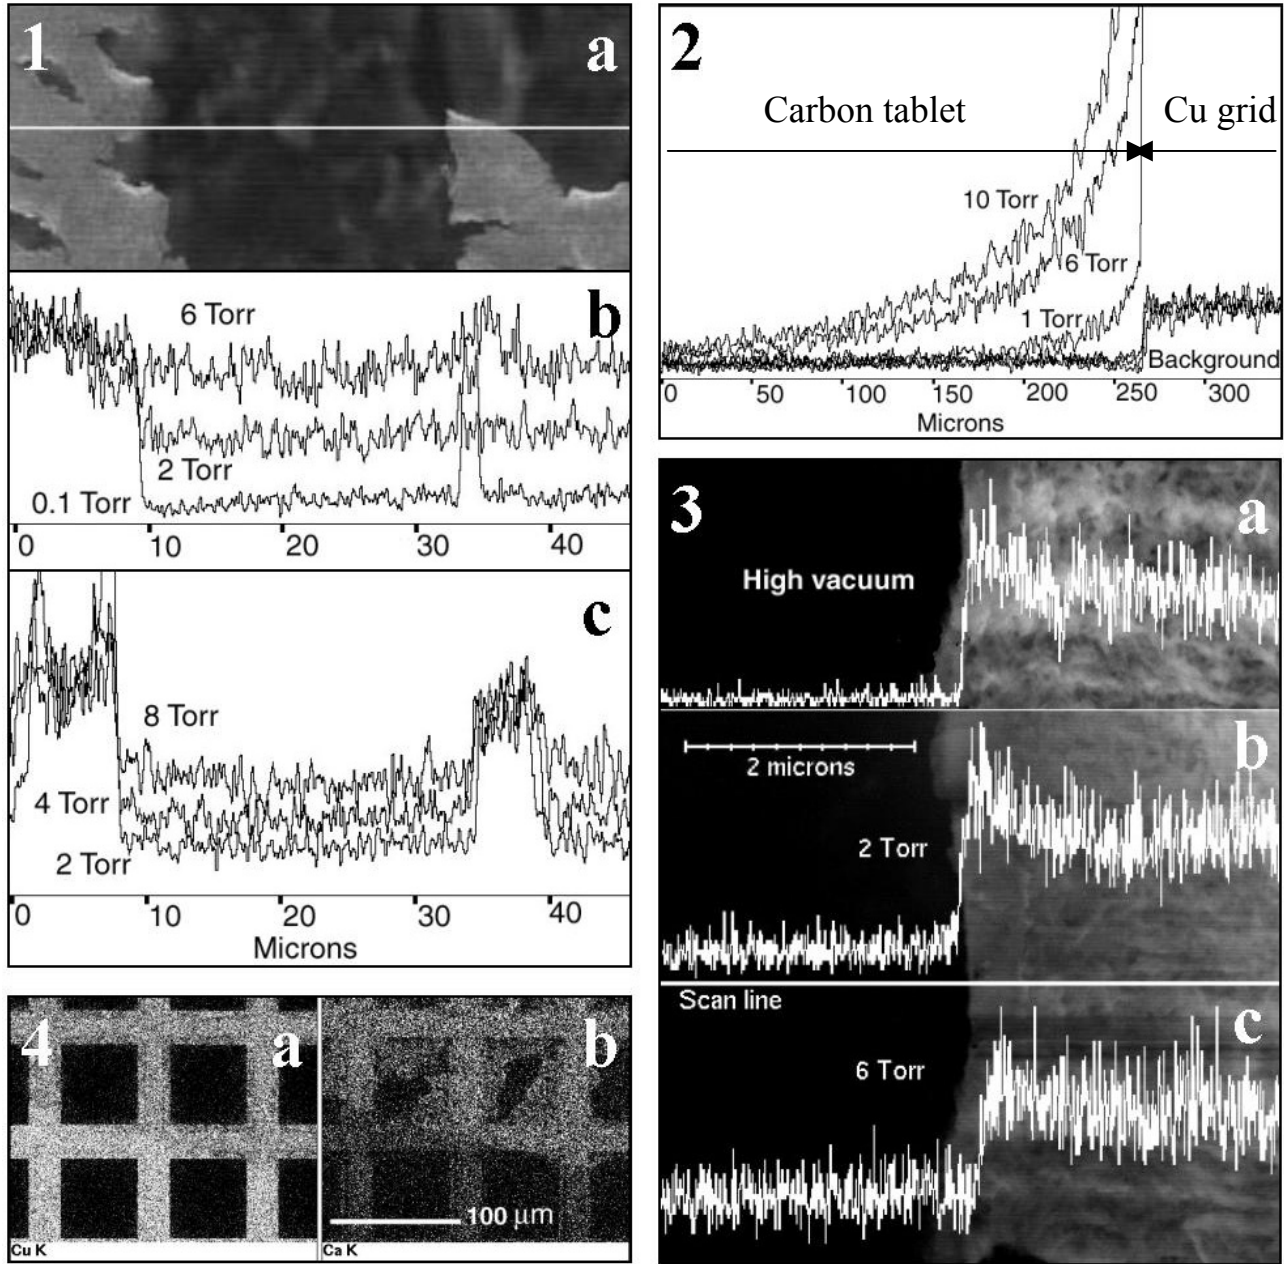 1
a
b
6 Torr
2 Torr
0.1 Torr
0 10 20 30 40
c
8 Torr
4 Torr
2 Torr
0 10 20 30 40
Microns
2
Carbon tablet Cu grid
10 Torr
6 Torr
1 Torr
Background
0 50 100 150 200 250 300
Microns
3
a
High vacuum
b
2 microns
2 Torr
Scan line
c
6 Torr
4
a
b
100 μm
Cu K
Ca K